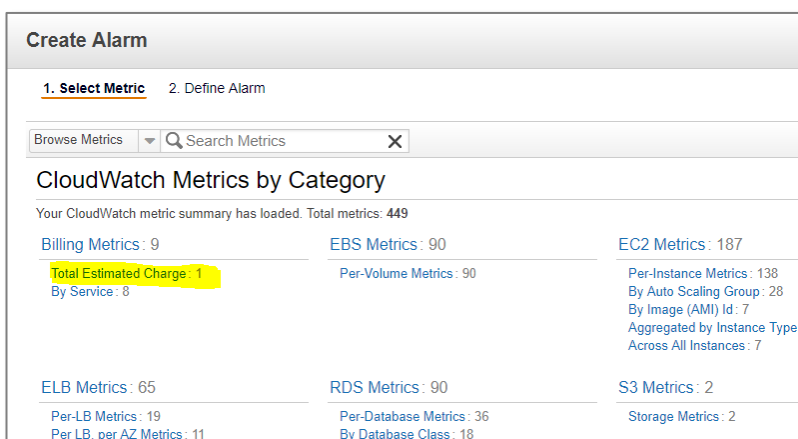 Create Alarm
1. Select Metric 2. Define Alarm
Browse Metrics Search Metrics
CloudWatch Metrics by Category
Your CloudWatch metric summary has loaded. Total metrics: 449
Billing Metrics: 9
Total Estimated Charge: 1
By Service: 8
EBS Metrics: 90
Per-Volume Metrics: 90
EC2 Metrics: 187
Per-Instance Metrics: 138
By Auto Scaling Group: 28
By Image (AMI) Id: 7
Aggregated by Instance Type
Across All Instances: 7
ELB Metrics: 65
Per-LB Metrics: 19
Per LB, per AZ Metrics: 11
RDS Metrics: 90
Per-Database Metrics: 36
By Database Class: 18
S3 Metrics: 2
Storage Metrics: 2